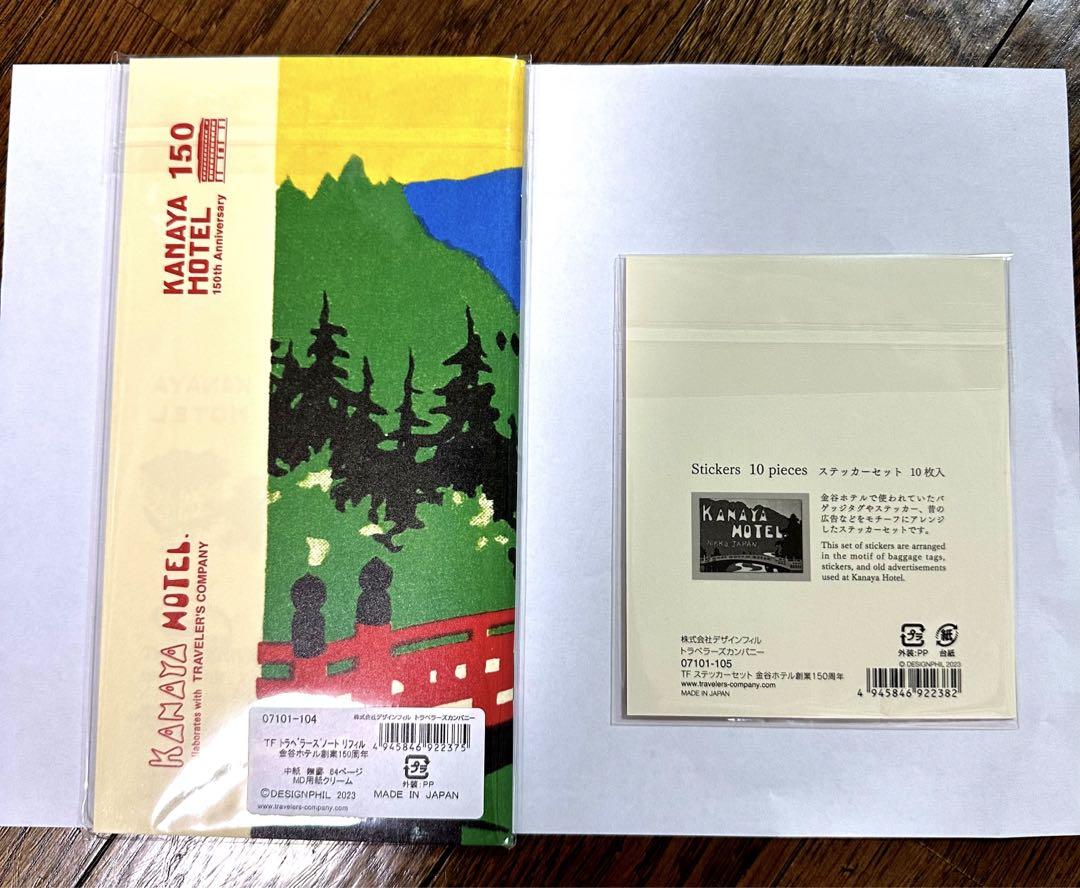 KANAYA
HOTEL
150
150th Anniversary
KANAYA HOTEL.
laborates with TRAVELER'S COMPANY
07101-104
株式会社デザインフィル トラベラーズカンパニー
TF トラベラーズノート リフィル
金谷ホテル創業150周年
4 945846 922375
中紙 無罫 64ページ
MD用紙クリーム
プラ
外装:PP
©DESIGNPHIL 2023 MADE IN JAPAN
www.travelers-company.com
Stickers 10 pieces ステッカーセット 10枚入
KANAYA
HOTEL.
NIKKO JAPAN
金谷ホテルで使われていたバ
ゲッジタグやステッカー、昔の
広告などをモチーフにアレンジ
したステッカーセットです。
This set of stickers are arranged
in the motif of baggage tags,
stickers, and old advertisements
used at Kanaya Hotel.
株式会社デザインフィル
トラベラーズカンパニー
07101-105
TF ステッカーセット 金谷ホテル創業150周年
www.travelers-company.com
MADE IN JAPAN
プラ
外装:PP
紙
台紙
© DESIGNPHIL 2023
4 945846 922382